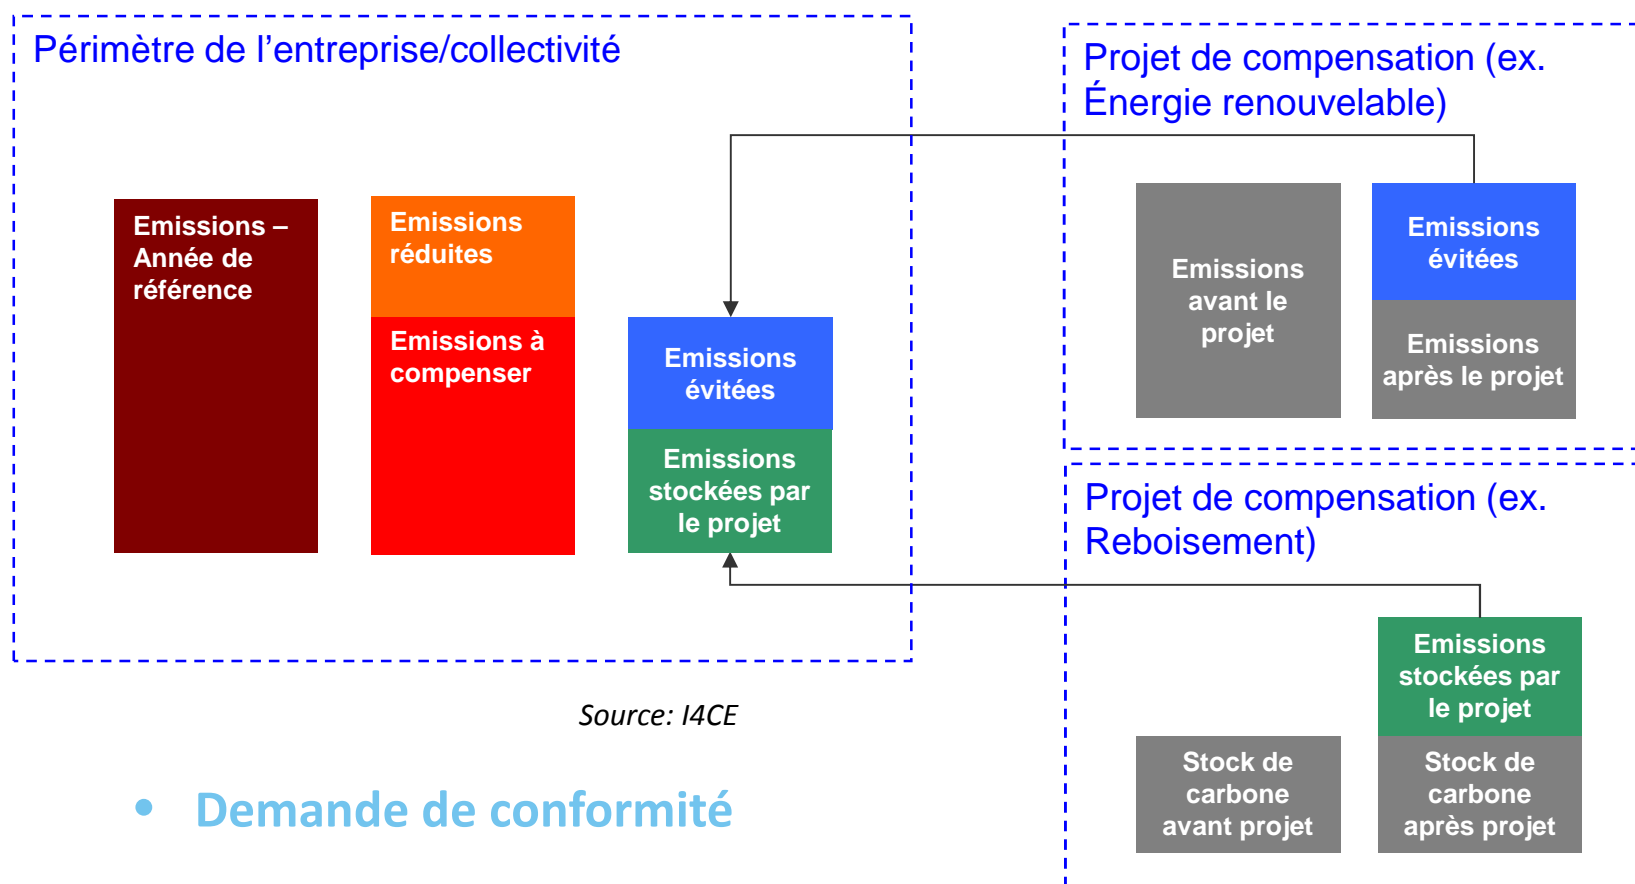 Périmètre de l’entreprise/collectivité
Emissions –
Année de
référence
Emissions
réduites
Emissions à
compenser
Emissions
évitées
Emissions
stockées par
le projet
Projet de compensation (ex.
Énergie renouvelable)
Emissions
avant le
projet
Emissions
évitées
Emissions
après le projet
Projet de compensation (ex.
Reboisement)
Emissions
stockées par
le projet
Stock de
carbone
avant projet
Stock de
carbone
après projet
Source: I4CE
• Demande de conformité